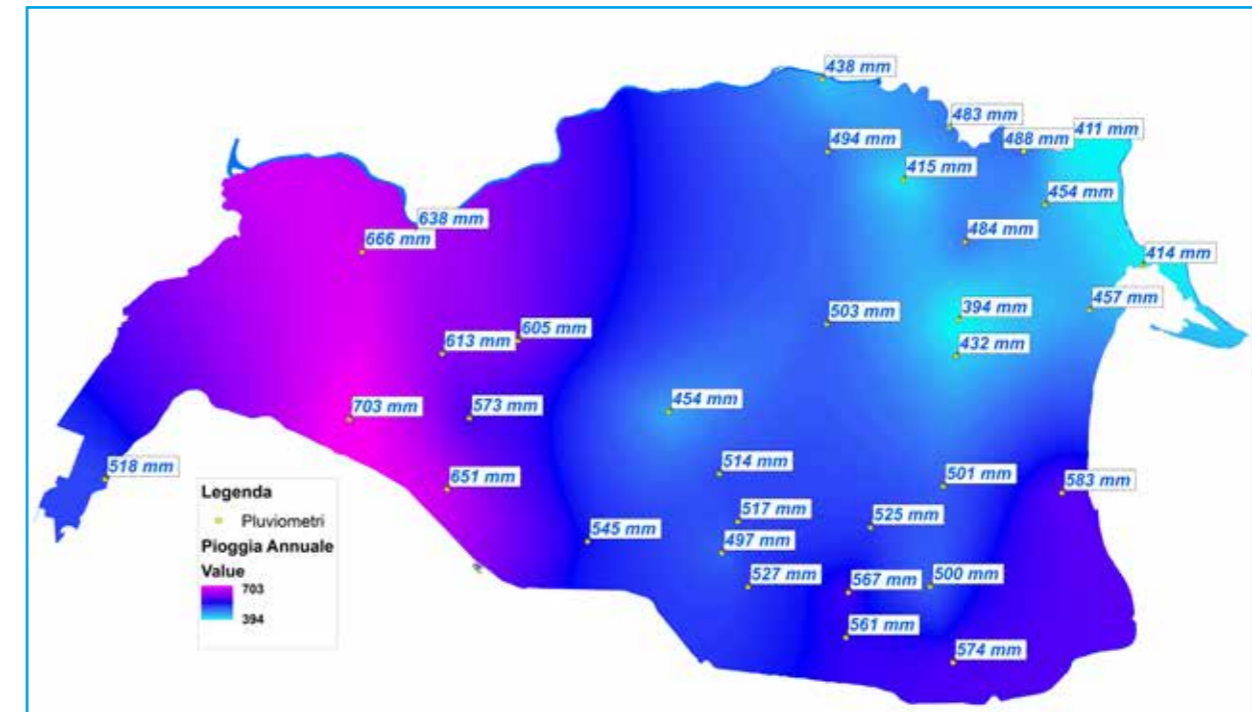 438 mm
483 mm
411 mm
494 mm
488 mm
415 mm
454 mm
638 mm
484 mm
666 mm
414 mm
457 mm
503 mm
394 mm
605 mm
613 mm
432 mm
703 mm
573 mm
454 mm
518 mm
514 mm
651 mm
501 mm
583 mm
517 mm
525 mm
545 mm
497 mm
527 mm
567 mm
500 mm
561 mm
574 mm
Legenda
Pluviometri
Pioggia Annuale
Value
703
394